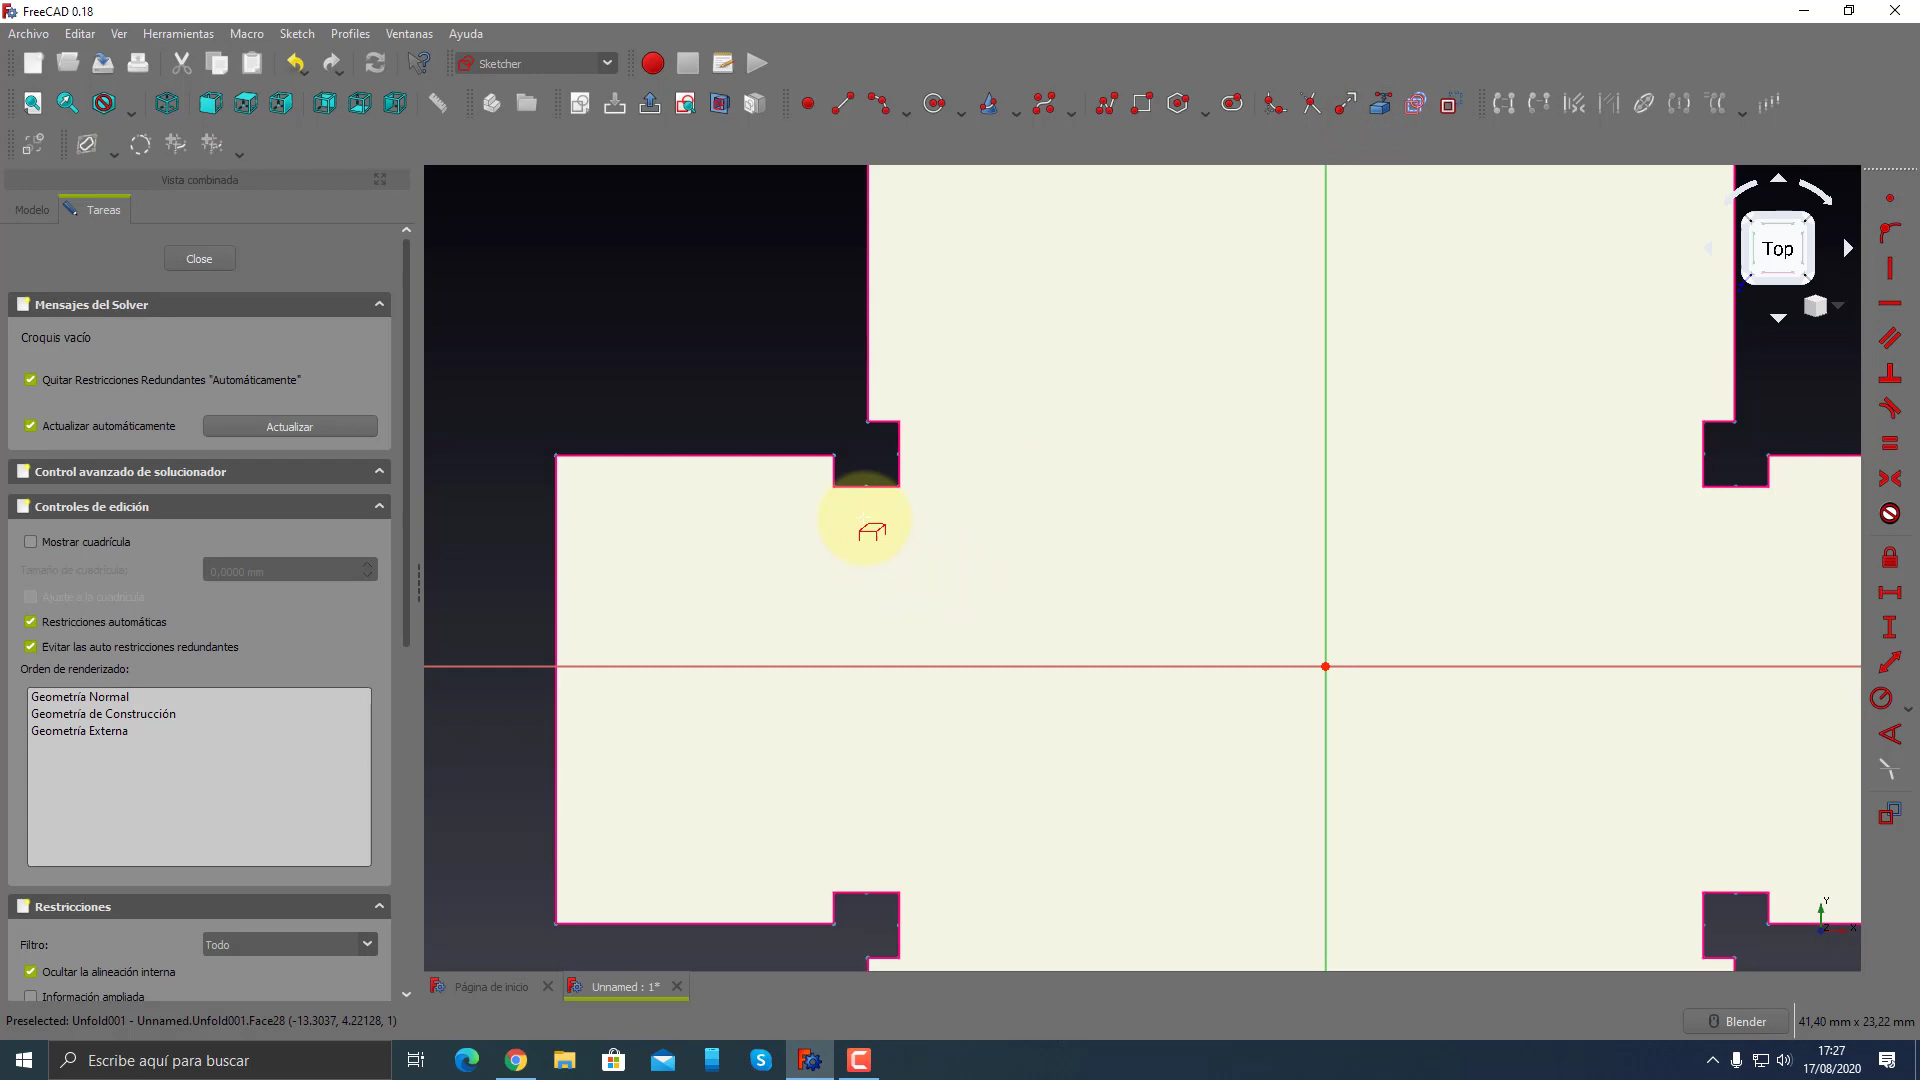 FreeCAD 0.18
Archivo Editar Ver Herramientas Macro Sketch Profiles Ventanas Ayuda
Sketcher
Vista combinada
Modelo Tareas
Close
Mensajes del Solver
Croquis vacío
Quitar Restricciones Redundantes "Automáticamente"
Actualizar automáticamente Actualizar
Control avanzado de solucionador
Controles de edición
Mostrar cuadrícula
Tamaño de cuadrícula: 0,0000 mm
Ajuste a la cuadrícula
Restricciones automáticas
Evitar las auto restricciones redundantes
Orden de renderizado:
Geometría Normal
Geometría de Construcción
Geometría Externa
Restricciones
Filtro: Todo
Ocultar la alineación interna
Información ampliada
Top
Y
Z
X
Página de inicio Unnamed : 1*
Preselected: Unfold001 - Unnamed.Unfold001.Face28 (-13.3037, 4.22128, 1)
Blender 41,40 mm x 23,22 mm
Escribe aquí para buscar
17:27
17/08/2020